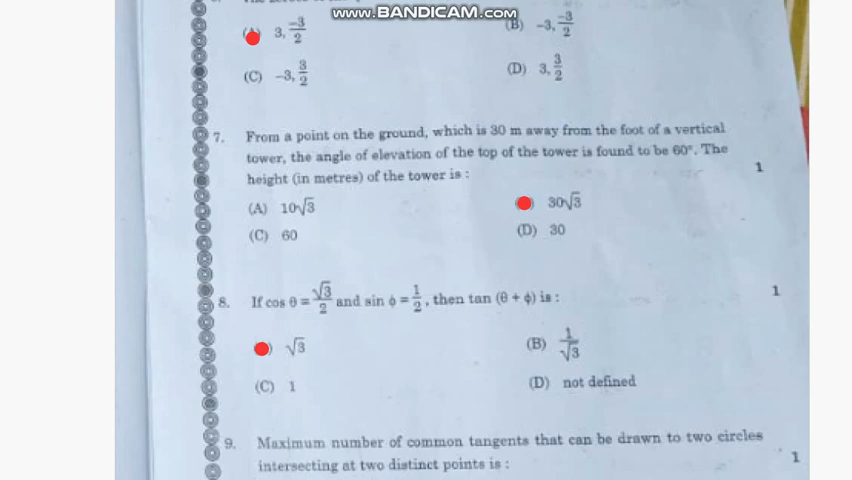 www.BANDICAM.com
3, -3/2
(B) -3, -3/2
(C) -3, 3/2
(D) 3, 3/2
7. From a point on the ground, which is 30 m away from the foot of a vertical
tower, the angle of elevation of the top of the tower is found to be 60°. The
height (in metres) of the tower is : 1
(A) 10√3
30√3
(C) 60
(D) 30
8. If cos θ = √3/2 and sin ϕ = 1/2, then tan (θ + ϕ) is : 1
√3
(B) 1/√3
(C) 1
(D) not defined
9. Maximum number of common tangents that can be drawn to two circles
intersecting at two distinct points is : 1